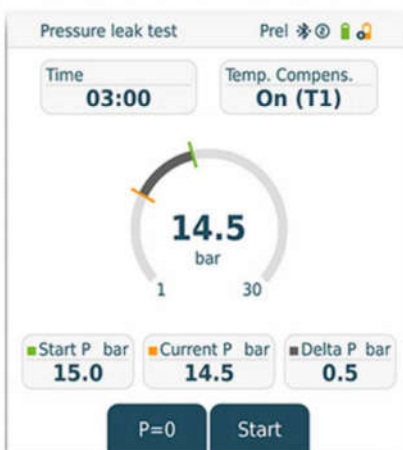 Pressure leak test Prel ②
Time Temp. Compens.
03:00 On (T1)
14.5
bar
1 30
Start P bar Current P bar Delta P bar
15.0 14.5 0.5
P=0 Start